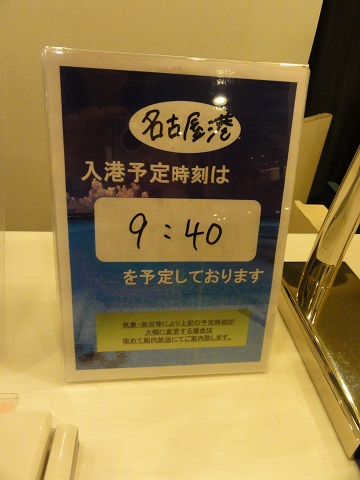 名古屋港
入港予定時刻は
9:40
を予定しております
気象・海況等により上記の予定時刻が
大幅に変更する場合は
改めて船内放送にてご案内致します。